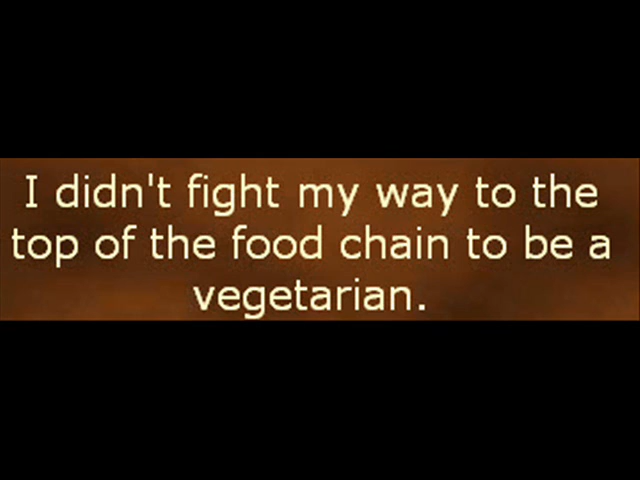 I didn't fight my way to the
top of the food chain to be a
vegetarian.